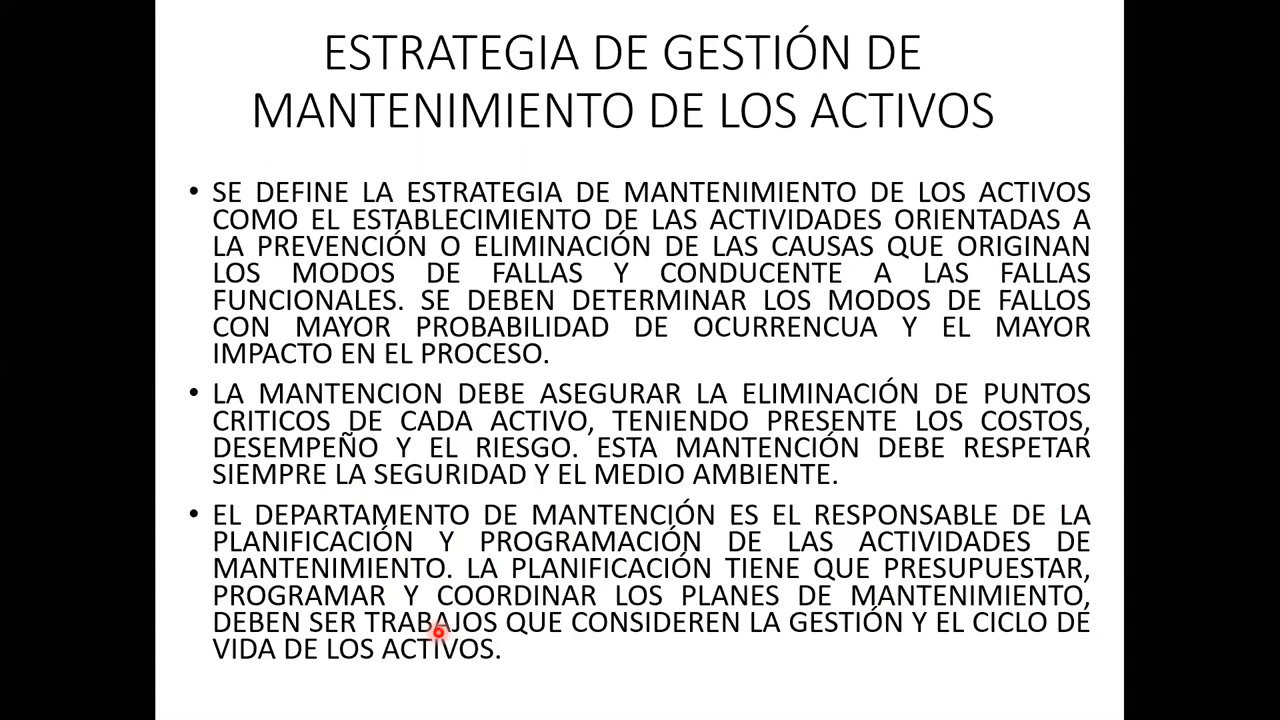 ESTRATEGIA DE GESTIÓN DE
MANTENIMIENTO DE LOS ACTIVOS
• SE DEFINE LA ESTRATEGIA DE MANTENIMIENTO DE LOS ACTIVOS
COMO EL ESTABLECIMIENTO DE LAS ACTIVIDADES ORIENTADAS A
LA PREVENCIÓN O ELIMINACIÓN DE LAS CAUSAS QUE ORIGINAN
LOS MODOS DE FALLAS Y CONDUCENTE A LAS FALLAS
FUNCIONALES. SE DEBEN DETERMINAR LOS MODOS DE FALLOS
CON MAYOR PROBABILIDAD DE OCURRENCUA Y EL MAYOR
IMPACTO EN EL PROCESO.
• LA MANTENCION DEBE ASEGURAR LA ELIMINACIÓN DE PUNTOS
CRITICOS DE CADA ACTIVO, TENIENDO PRESENTE LOS COSTOS,
DESEMPEÑO Y EL RIESGO. ESTA MANTENCIÓN DEBE RESPETAR
SIEMPRE LA SEGURIDAD Y EL MEDIO AMBIENTE.
• EL DEPARTAMENTO DE MANTENCIÓN ES EL RESPONSABLE DE LA
PLANIFICACIÓN Y PROGRAMACIÓN DE LAS ACTIVIDADES DE
MANTENIMIENTO. LA PLANIFICACIÓN TIENE QUE PRESUPUESTAR,
PROGRAMAR Y COORDINAR LOS PLANES DE MANTENIMIENTO,
DEBEN SER TRABAJOS QUE CONSIDEREN LA GESTIÓN Y EL CICLO DE
VIDA DE LOS ACTIVOS.